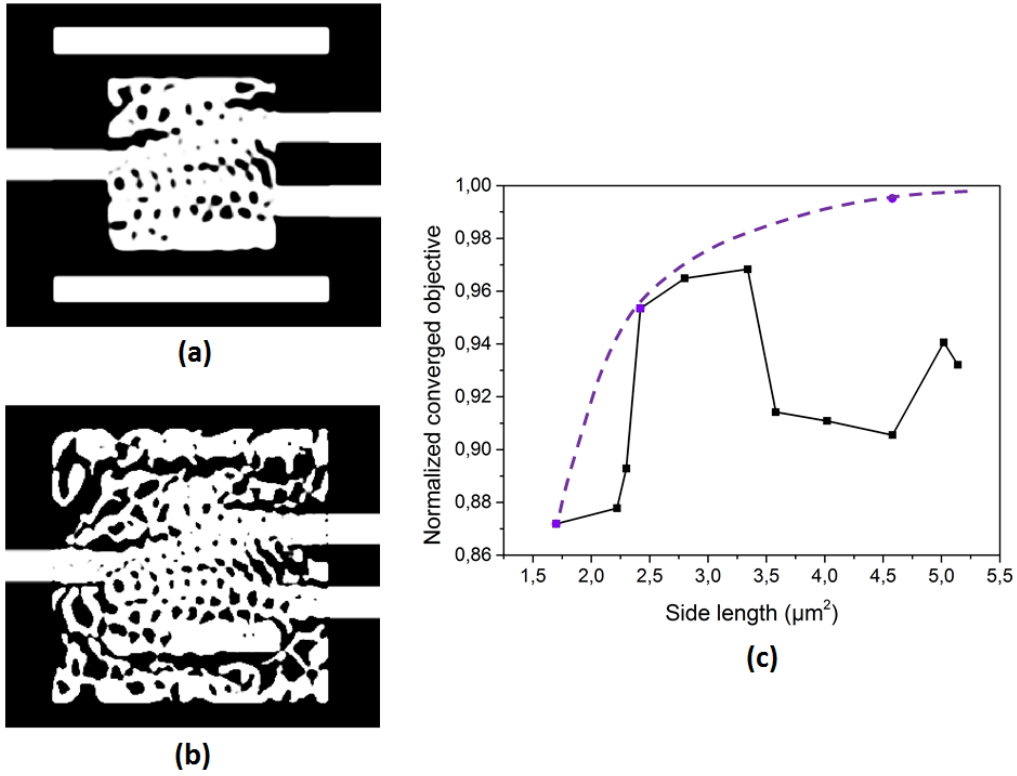 (a)
(b)
Normalized converged objective
1,00
0,98
0,96
0,94
0,92
0,90
0,88
0,86
1,5 2,0 2,5 3,0 3,5 4,0 4,5 5,0 5,5
Side length (µm²)
(c)